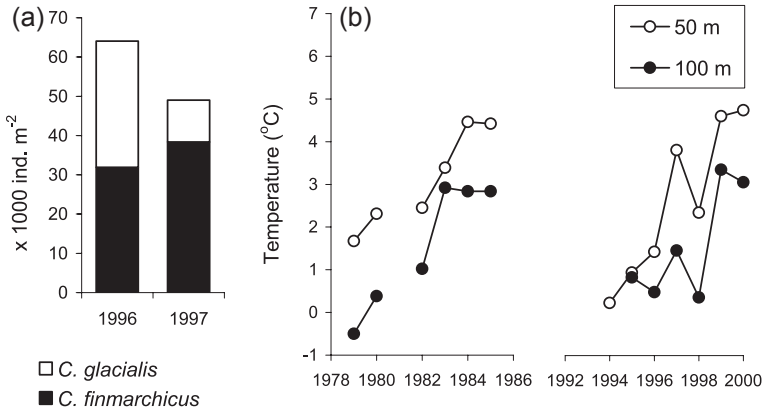 (a)
70
60
50
40
30
20
10
0
x 1000 ind. m-2
1996 1997
C. glacialis
C. finmarchicus
(b)
7
6
5
4
3
2
1
0
-1
Temperature (°C)
50 m
100 m
1978 1980 1982 1984 1986 1992 1994 1996 1998 2000